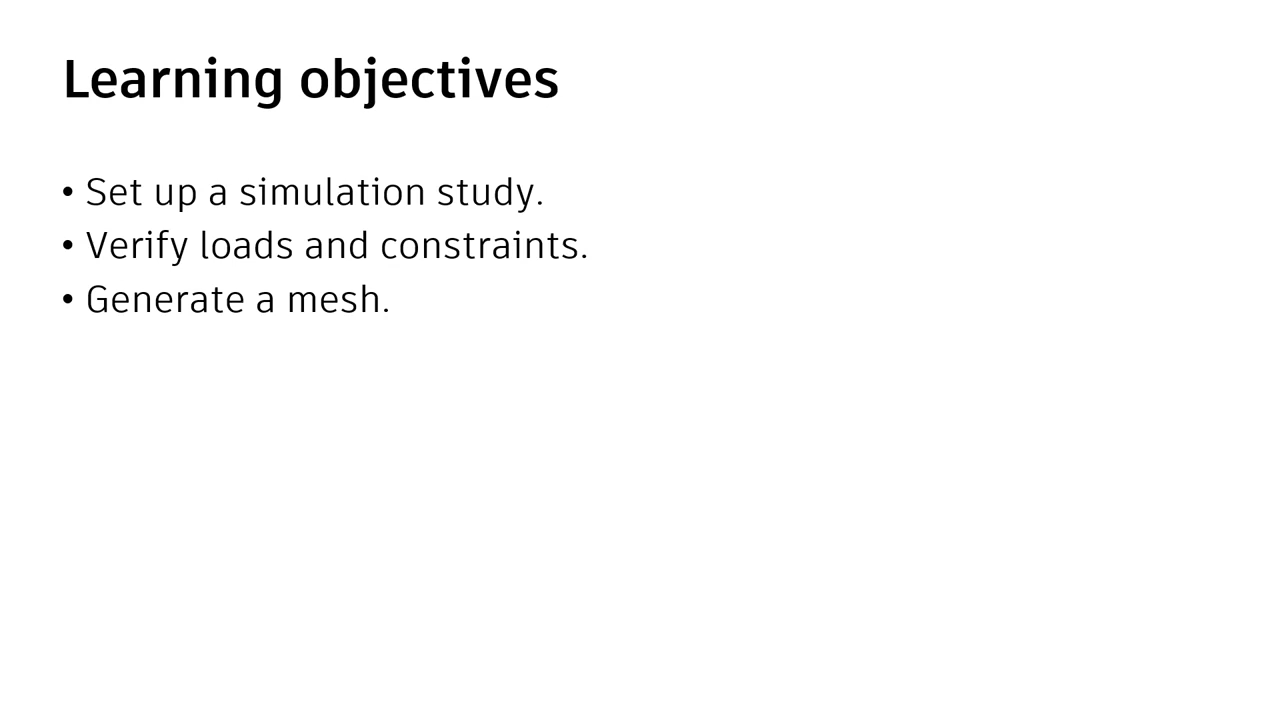 Learning objectives
• Set up a simulation study.
• Verify loads and constraints.
• Generate a mesh.